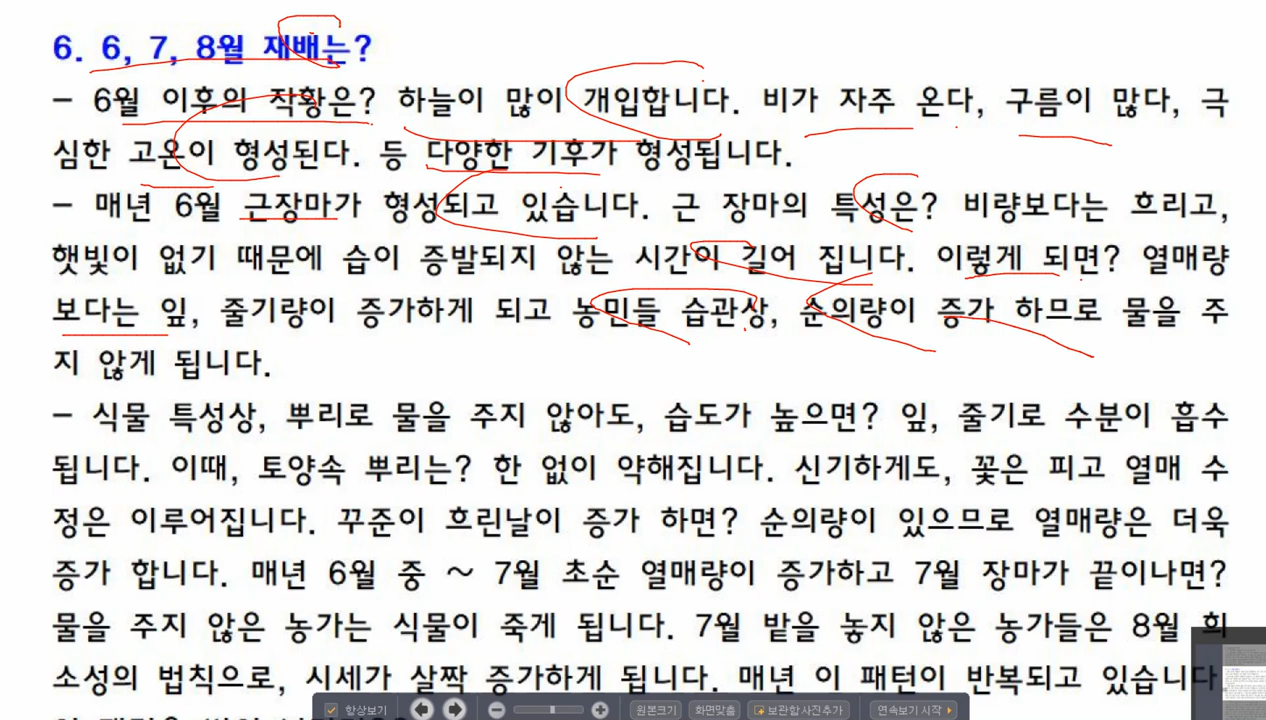 6. 6, 7, 8월 재배는?
- 6월 이후의 작황은? 하늘이 많이 개입합니다. 비가 자주 온다, 구름이 많다, 극
심한 고온이 형성된다. 등 다양한 기후가 형성됩니다.
- 매년 6월 근장마가 형성되고 있습니다. 근 장마의 특성은? 비량보다는 흐리고,
햇빛이 없기 때문에 습이 증발되지 않는 시간이 길어 집니다. 이렇게 되면? 열매량
보다는 잎, 줄기량이 증가하게 되고 농민들 습관상, 순의량이 증가 하므로 물을 주
지 않게 됩니다.
- 식물 특성상, 뿌리로 물을 주지 않아도, 습도가 높으면? 잎, 줄기로 수분이 흡수
됩니다. 이때, 토양속 뿌리는? 한 없이 약해집니다. 신기하게도, 꽃은 피고 열매 수
정은 이루어집니다. 꾸준이 흐린날이 증가 하면? 순의량이 있으므로 열매량은 더욱
증가 합니다. 매년 6월 중 ~ 7월 초순 열매량이 증가하고 7월 장마가 끝이나면?
물을 주지 않은 농가는 식물이 죽게 됩니다. 7월 밭을 놓지 않은 농가들은 8월 희
소성의 법칙으로, 시세가 살짝 증가하게 됩니다. 매년 이 패턴이 반복되고 있습니다.
항상보기 원본크기 화면맞춤 보관함 사진추가 연속보기 시작